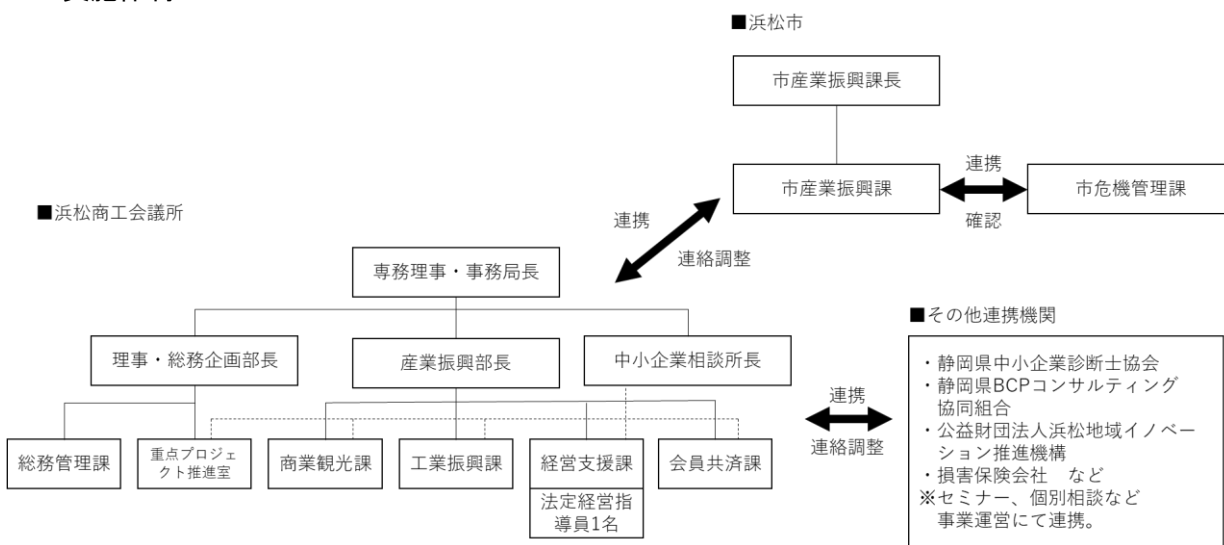 ■浜松市
市産業振興課長
市産業振興課
連携
確認
市危機管理課
■浜松商工会議所
連携
連絡調整
専務理事・事務局長
理事・総務企画部長
産業振興部長
中小企業相談所長
総務管理課
重点プロジェ
クト推進室
商業観光課
工業振興課
経営支援課
法定経営指
導員1名
会員共済課
連携
連絡調整
■その他連携機関
・静岡県中小企業診断士協会
・静岡県BCPコンサルティング
協同組合
・公益財団法人浜松地域イノベー
ション推進機構
・損害保険会社　など
※セミナー、個別相談など
事業運営にて連携。